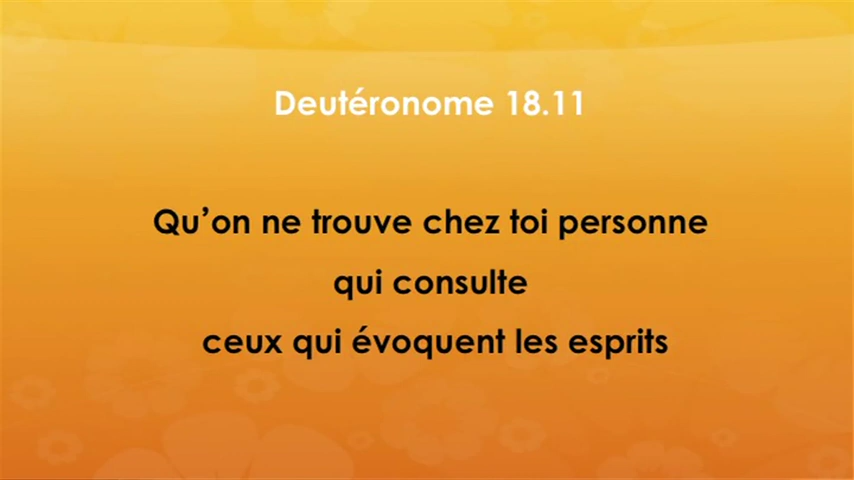 Deutéronome 18.11
Qu’on ne trouve chez toi personne
qui consulte
ceux qui évoquent les esprits